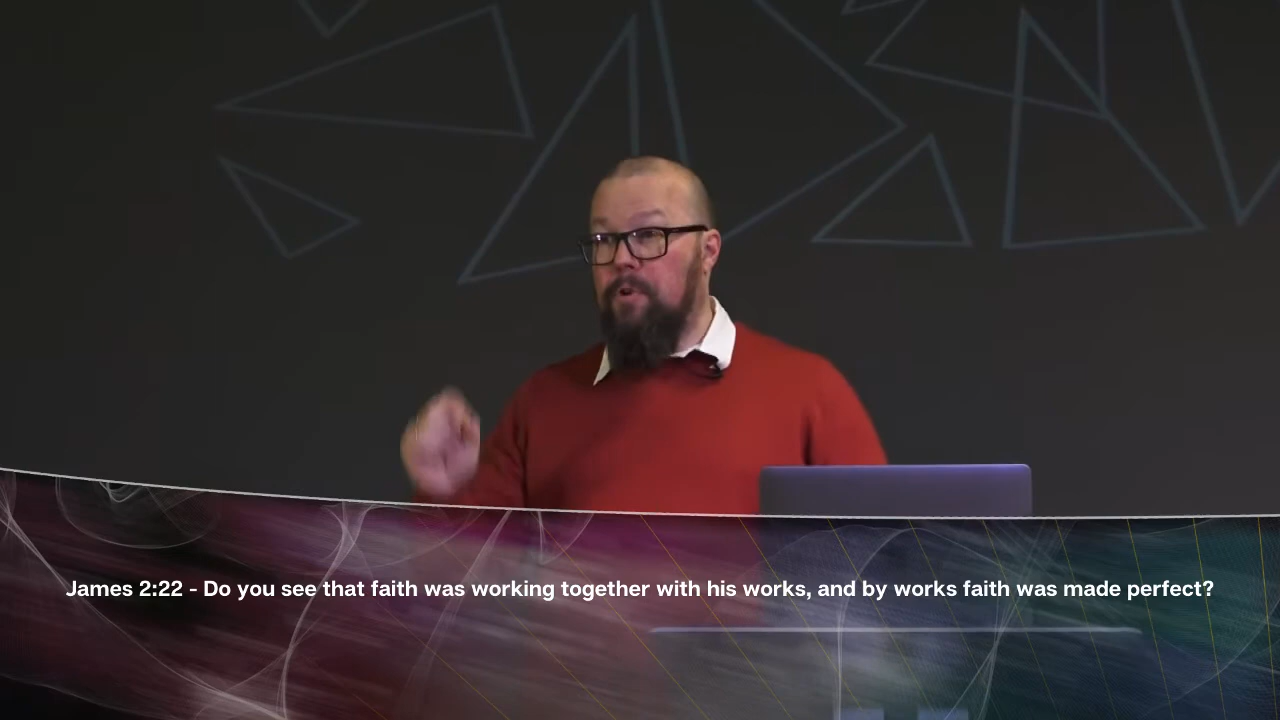 James 2:22 - Do you see that faith was working together with his works, and by works faith was made perfect?